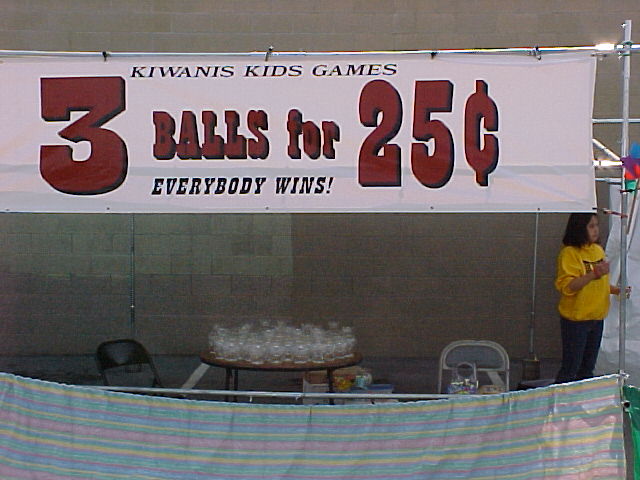 KIWANIS KIDS GAMES
3 BALLS for 25¢
EVERYBODY WINS!